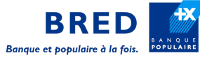 BRED
Banque et populaire à la fois.
BANQUE
POPULAIRE